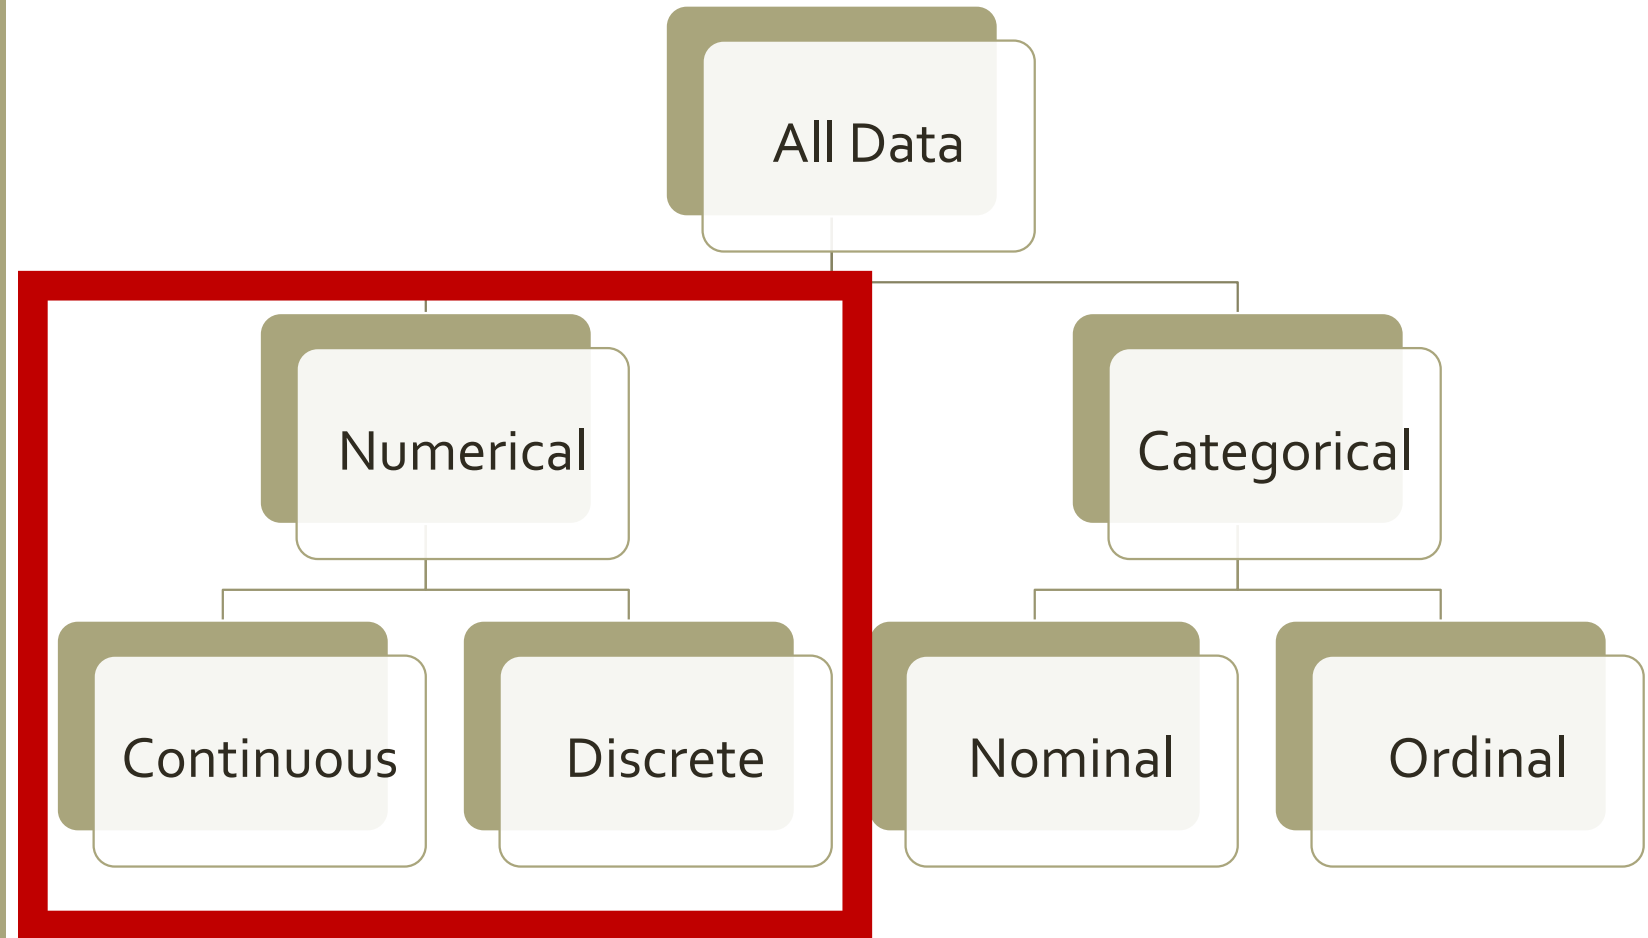 All Data
Numerical
Categorical
Continuous
Discrete
Nominal
Ordinal